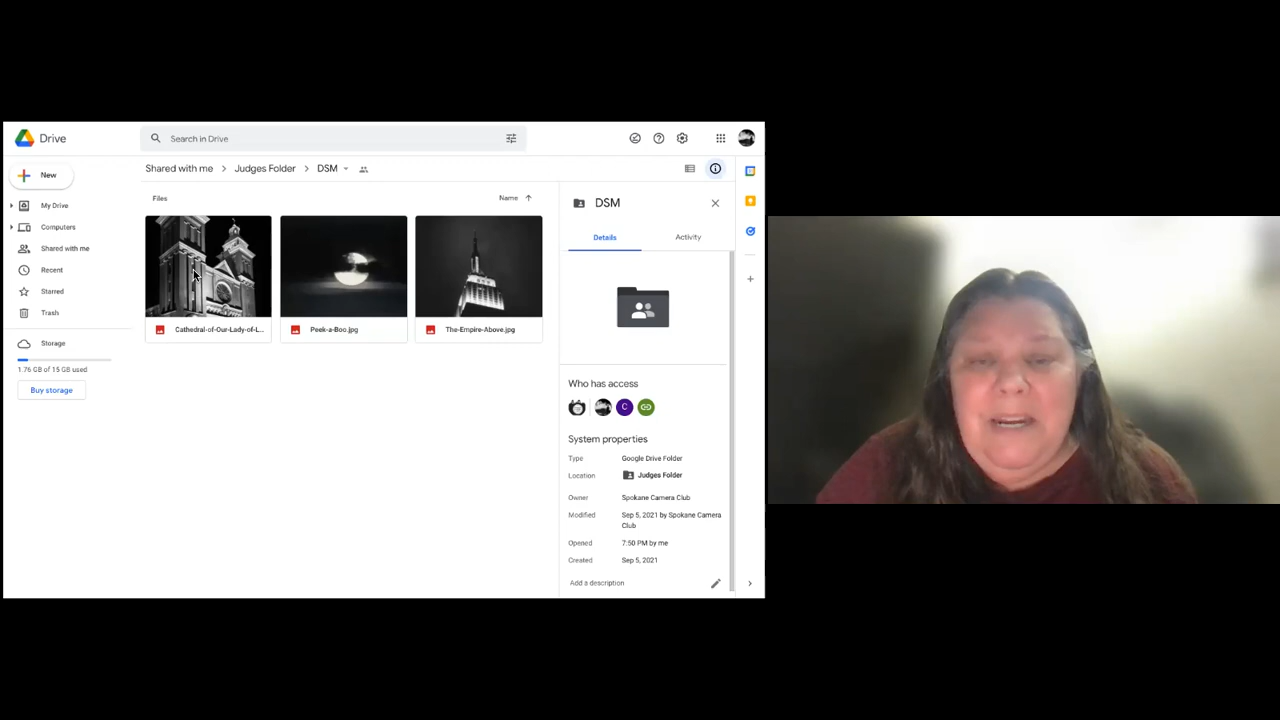 Drive
Search in Drive
New
My Drive
Computers
Shared with me
Recent
Starred
Trash
Storage
1.76 GB of 15 GB used
Buy storage
Shared with me > Judges Folder > DSM
Files
Name
Cathedral-of-Our-Lady-of-L...
Peek-a-Boo.jpg
The-Empire-Above.jpg
DSM
Details
Activity
Who has access
C
System properties
Type Google Drive Folder
Location Judges Folder
Owner Spokane Camera Club
Modified Sep 5, 2021 by Spokane Camera
Club
Opened 7:50 PM by me
Created Sep 5, 2021
Add a description